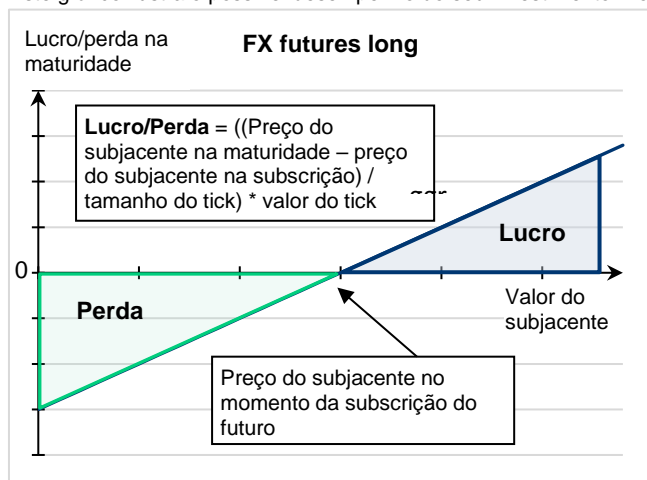 Lucro/perda na
maturidade
FX futures long
Lucro/Perda = ((Preço do
subjacente na maturidade – preço
do subjacente na subscrição) /
tamanho do tick) * valor do tick
Lucro
0
Perda
Valor do
subjacente
Preço do subjacente no
momento da subscrição do
futuro